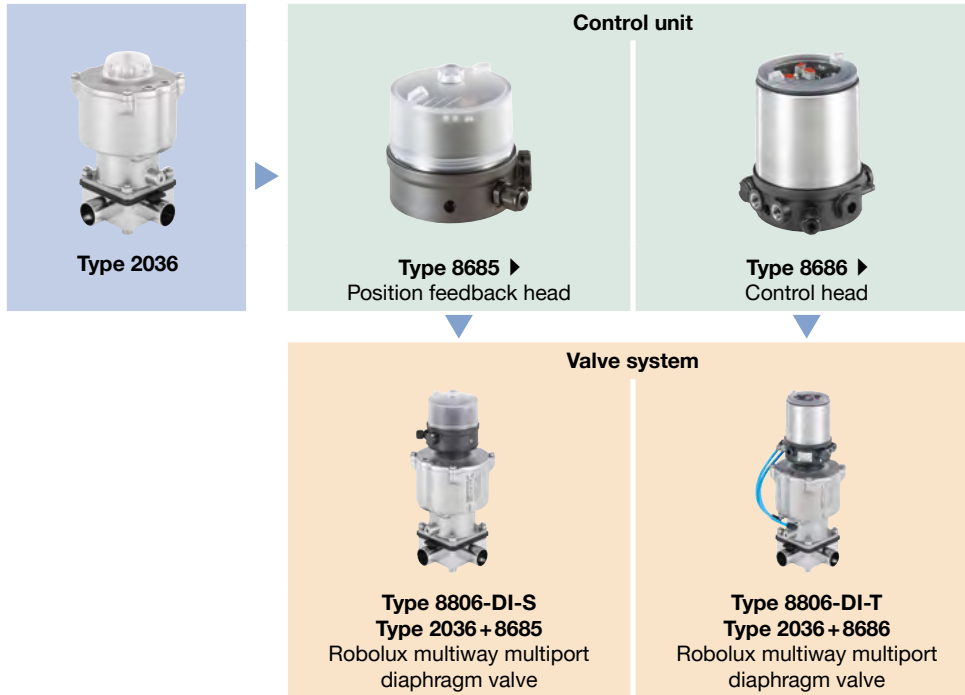 Control unit
Type 2036
Type 8685
Position feedback head
Type 8686
Control head
Valve system
Type 8806-DI-S
Type 2036+8685
Robolux multiway multiport
diaphragm valve
Type 8806-DI-T
Type 2036+8686
Robolux multiway multiport
diaphragm valve